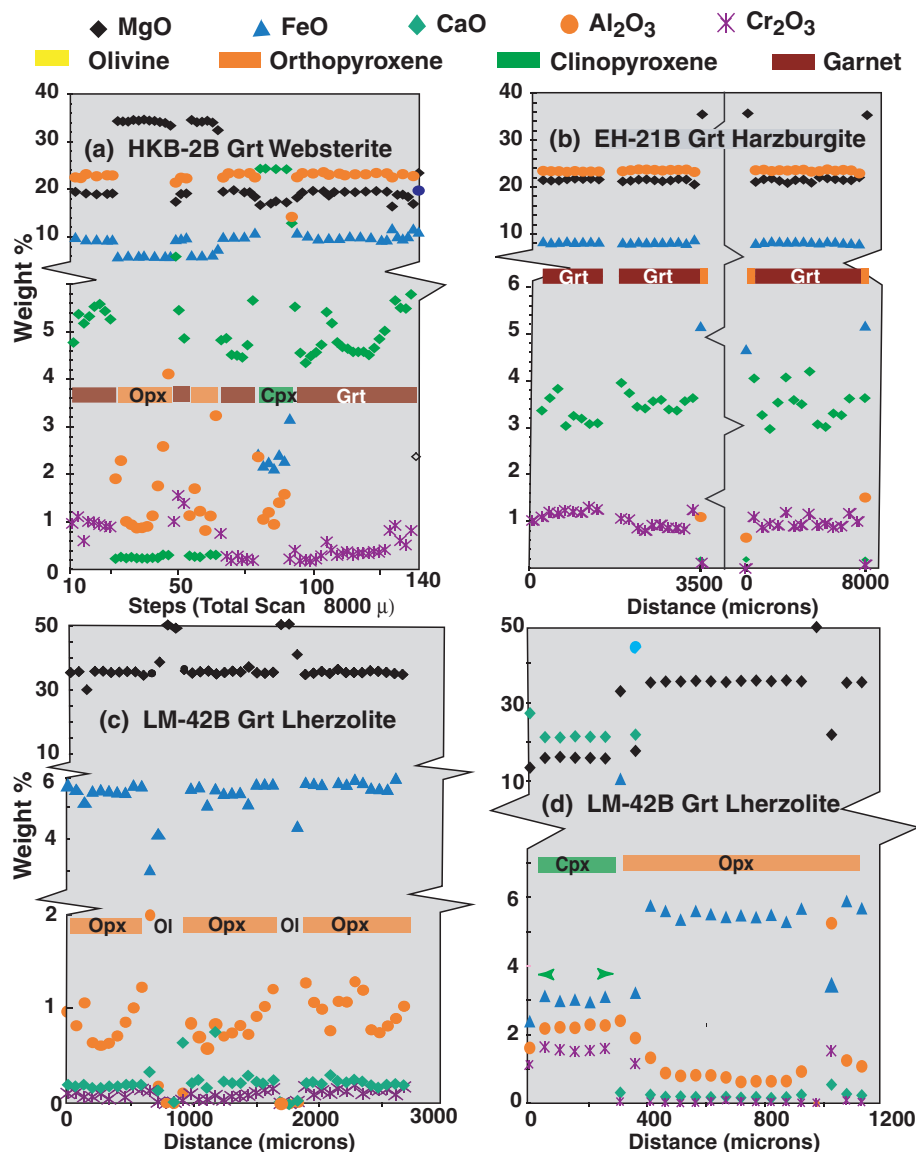 MgO FeO CaO Al2O3 Cr2O3
Olivine Orthopyroxene Clinopyroxene Garnet
40
30
20
10
(a) HKB-2B Grt Websterite
Weight %
5
4
3
2
1
0
Opx Cpx Grt
10 50 100 140
Steps (Total Scan 8000 μ)
40
30
20
10
(b) EH-21B Grt Harzburgite
6
5
4
3
2
1
Grt Grt Grt
0 3500 0 8000
Distance (microns)
50
30
10
(c) LM-42B Grt Lherzolite
Weight %
6
4
2
1
0
Opx Ol Opx Ol Opx
0 1000 2000 3000
Distance (microns)
50
30
10
(d) LM-42B Grt Lherzolite
Cpx Opx
6
4
2
0
0 400 800 1200
Distance (microns)